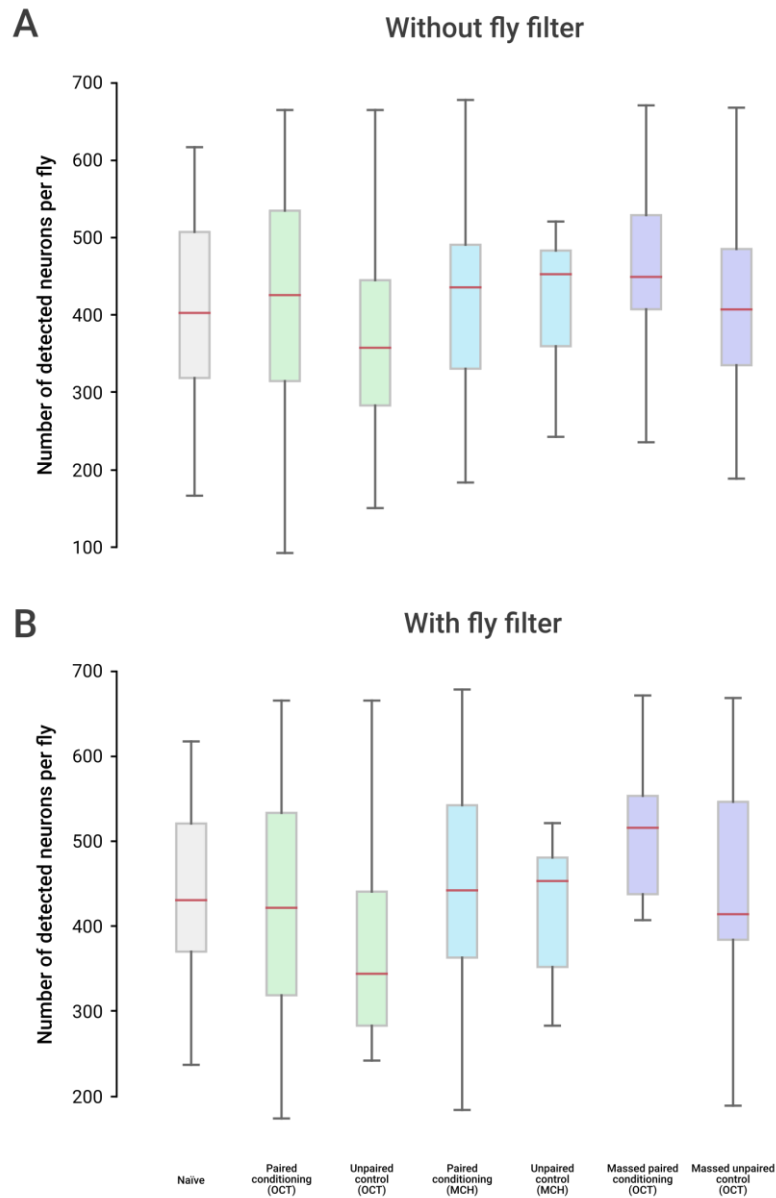 A
Without fly filter
Number of detected neurons per fly
700
600
500
400
300
200
100
B
With fly filter
Number of detected neurons per fly
700
600
500
400
300
200
Naïve
Paired
conditioning
(OCT)
Unpaired
control
(OCT)
Paired
conditioning
(MCH)
Unpaired
control
(MCH)
Massed paired
conditioning
(OCT)
Massed unpaired
control
(OCT)